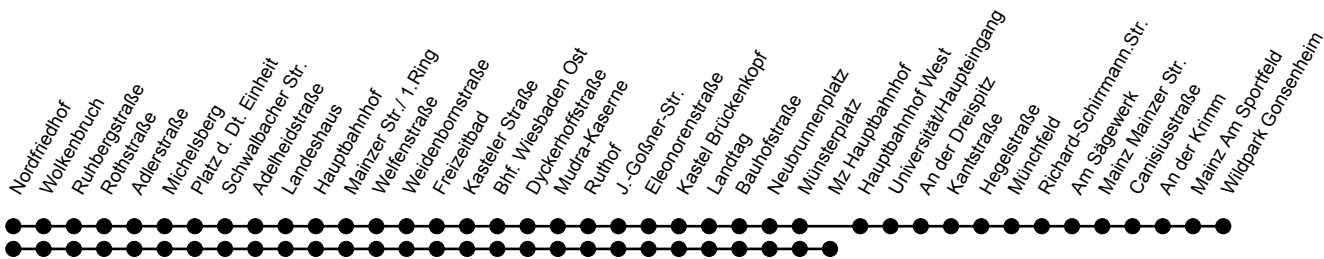 Nordfriedhof
Wolkenbruch
Ruhbergstraße
Rothstraße
Adlerstraße
Michelsberg
Platz d. Dt. Einheit
Schwalbacher Str.
Adelheidstraße
Landeshaus
Hauptbahnhof
Mainzer Str./ 1.Ring
Welfenstraße
Weidenbornstraße
Freizeitbad
Kasteler Straße
Bhf. Wiesbaden Ost
Dyckerhoffstraße
Mudra-Kaserne
Ruthof
J.-Goßner-Str.
Eleonorenstraße
Kastel Brückenkopf
Landtag
Bauhofstraße
Neubrunnenplatz
Münsterplatz
Mz Hauptbahnhof
Hauptbahnhof West
Universität/Haupteingang
An der Dreispitz
Kantstraße
Hegelstraße
Münchfeld
Richard-Schirrmann.Str.
Am Sägewerk
Mainz Mainzer Str.
Canisiusstraße
An der Krimm
Mainz Am Sportfeld
Wildpark Gonsenheim